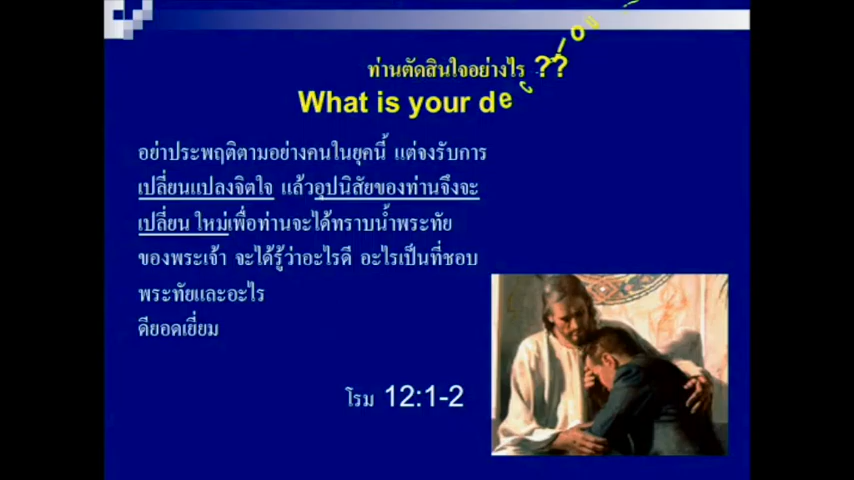 ท่านตัดสินใจอย่างไร ??
What is your decision
อย่าประพฤติตามอย่างคนในยุคนี้ แต่จงรับการ
เปลี่ยนแปลงจิตใจ แล้วอุปนิสัยของท่านจึงจะ
เปลี่ยน ใหม่เพื่อท่านจะได้ทราบน้ำพระทัย
ของพระเจ้า จะได้รู้ว่าอะไรดี อะไรเป็นที่ชอบ
พระทัยและอะไร
ดียอดเยี่ยม
โรม 12:1-2